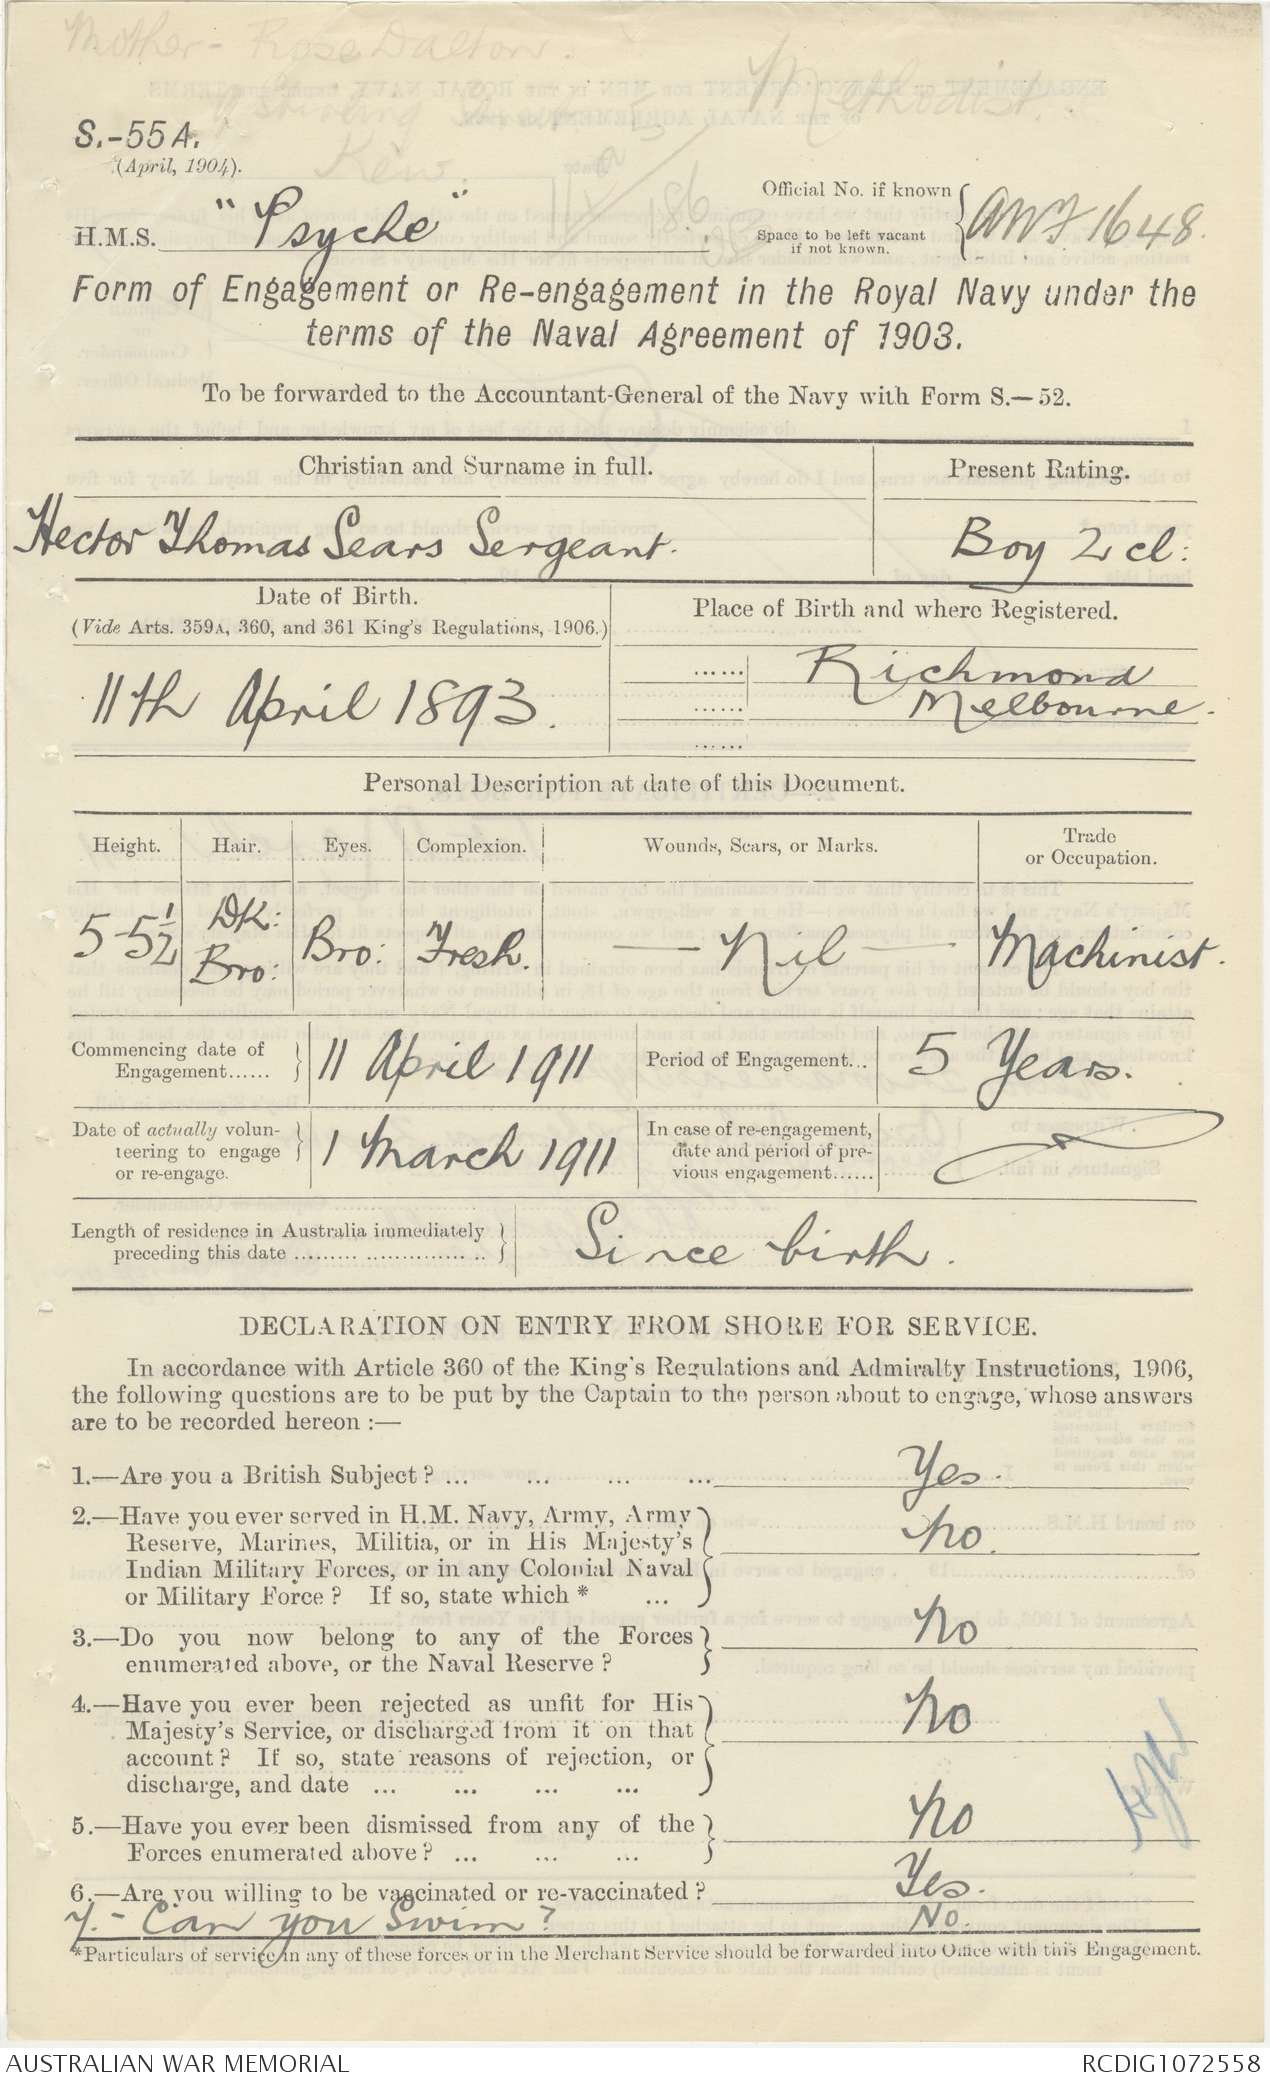 Mother - Rose Dalton.
Methodist.
Kew.
S.-55A.
(April, 1904).
H.M.S. "Psyche"
Official No. if known
Space to be left vacant if not known. { ANF 1648.
Form of Engagement or Re-engagement in the Royal Navy under the
terms of the Naval Agreement of 1903.
To be forwarded to the Accountant-General of the Navy with Form S.—52.
Christian and Surname in full. Present Rating.
Hector Thomas Sears Sergeant. Boy 2 cl:
Date of Birth.
(Vide Arts. 359A, 360, and 361 King's Regulations, 1906.)
Place of Birth and where Registered.
11th April 1893.
...... Richmond
...... Melbourne.
......
Personal Description at date of this Document.
Height. Hair. Eyes. Complexion. Wounds, Scars, or Marks. Trade or Occupation.
5-5½ DK: Bro: Bro: Fresh. — Nil — Machinist.
Commencing date of Engagement...... } 11 April 1911 Period of Engagement... 5 Years.
Date of actually volun-
teering to engage
or re-engage. } 1 March 1911
In case of re-engagement,
date and period of pre-
vious engagement......
Length of residence in Australia immediately
preceding this date ......... .................. .. } Since birth.
DECLARATION ON ENTRY FROM SHORE FOR SERVICE.
In accordance with Article 360 of the King's Regulations and Admiralty Instructions, 1906,
the following questions are to be put by the Captain to the person about to engage, whose answers
are to be recorded hereon :—
1.—Are you a British Subject? ... ... ... ... Yes.
2.—Have you ever served in H.M. Navy, Army, Army
Reserve, Marines, Militia, or in His Majesty's
Indian Military Forces, or in any Colonial Naval
or Military Force? If so, state which * ... } No.
3.—Do you now belong to any of the Forces
enumerated above, or the Naval Reserve? } No
4.—Have you ever been rejected as unfit for His
Majesty's Service, or discharged from it on that
account? If so, state reasons of rejection, or
discharge, and date ... ... ... ... } No
5.—Have you ever been dismissed from any of the
Forces enumerated above? ... ... ... } No
6.—Are you willing to be vaccinated or re-vaccinated? Yes.
7.- Can you Swim? No.
*Particulars of service in any of these forces or in the Merchant Service should be forwarded into Office with this Engagement.
AUSTRALIAN WAR MEMORIAL
RCDIG1072558